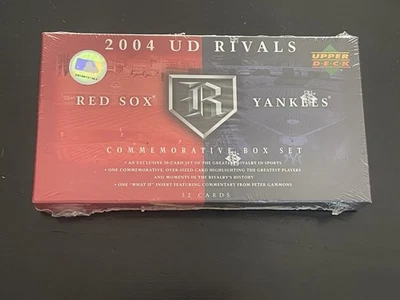 2004 UD RIVALS
UPPER
DECK
RED SOX
R
YANKEES
COMMEMORATIVE BOX SET
• AN EXCLUSIVE 30-CARD SET OF THE GREATEST RIVALRY IN SPORTS
• ONE COMMEMORATIVE, OVER-SIZED CARD HIGHLIGHTING THE GREATEST PLAYERS
AND MOMENTS IN THE RIVALRY'S HISTORY
• ONE "WHAT IF" INSERT FEATURING COMMENTARY FROM PETER GAMMONS
32 CARDS